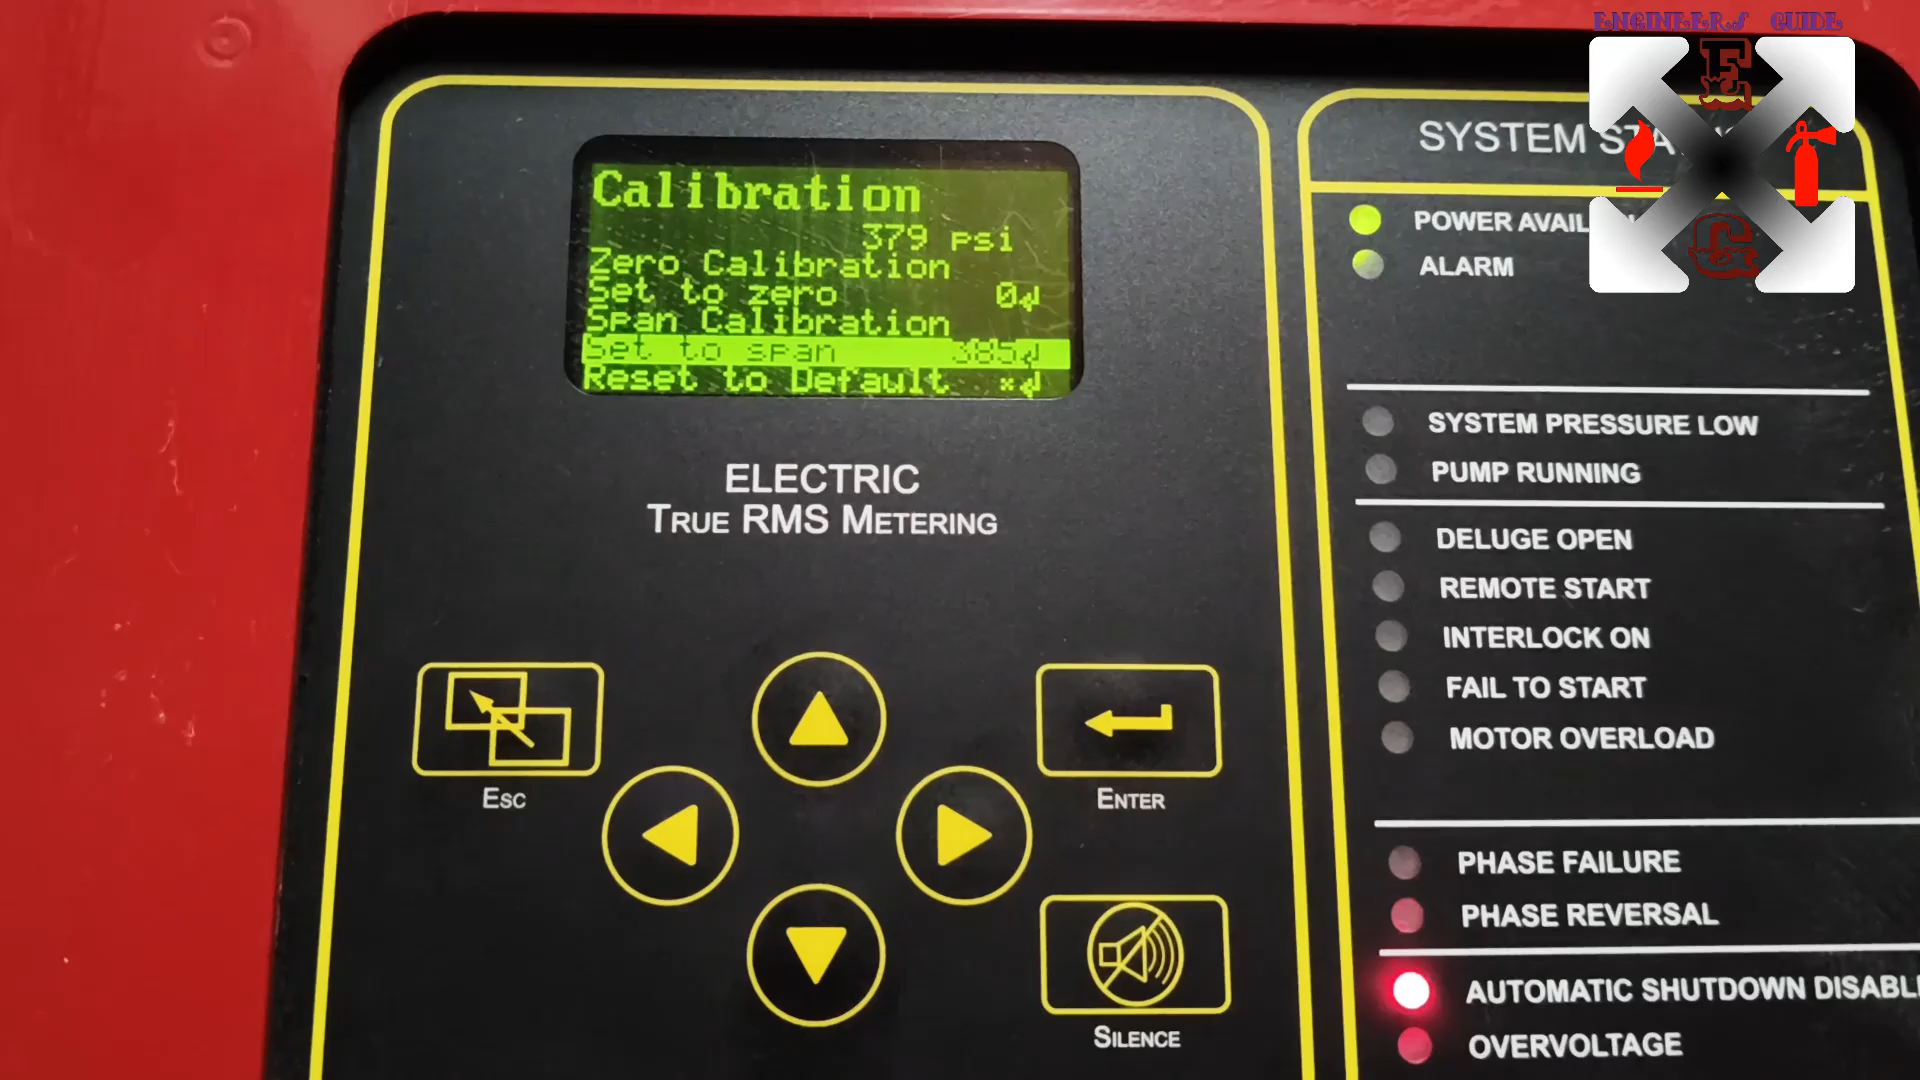 ENGINEERS GUIDE
E
G
Calibration
379 psi
Zero Calibration
Set to zero 0↵
Span Calibration
Set to span 385↵
Reset to Default ×↵
ELECTRIC
TRUE RMS METERING
ESC
ENTER
SILENCE
SYSTEM STA
POWER AVAIL
ALARM
SYSTEM PRESSURE LOW
PUMP RUNNING
DELUGE OPEN
REMOTE START
INTERLOCK ON
FAIL TO START
MOTOR OVERLOAD
PHASE FAILURE
PHASE REVERSAL
AUTOMATIC SHUTDOWN DISABL
OVERVOLTAGE